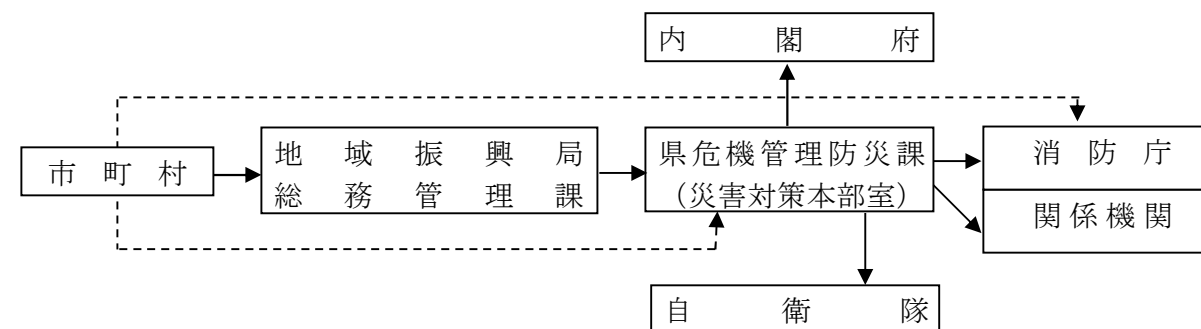 内閣府
市町村
地域振興局
総務管理課
県危機管理防災課
（災害対策本部室）
消防庁
関係機関
自衛隊